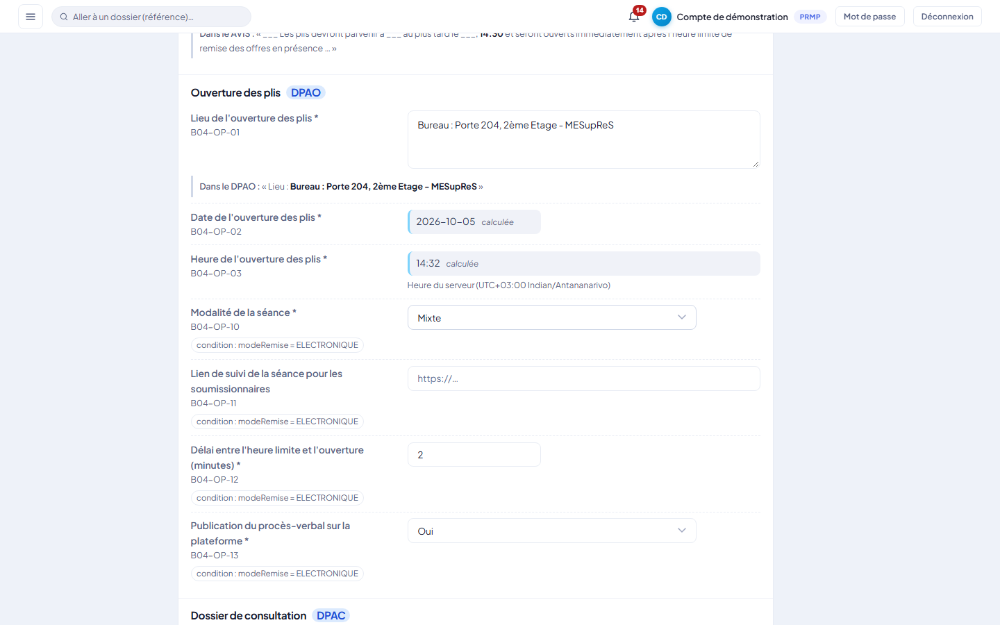 Aller à un dossier (référence)...
14
CD
Compte de démonstration
PRMP
Mot de passe
Déconnexion
Dans le AVIS : « ___ Les plis devront parvenir à ___ au plus tard le ___, 14:30 et seront ouverts immédiatement après l'heure limite de
remise des offres en présence ... »
Ouverture des plis DPAO
Lieu de l'ouverture des plis *
B04-OP-01
Bureau : Porte 204, 2ème Etage - MESupReS
Dans le DPAO : « Lieu : Bureau : Porte 204, 2ème Etage - MESupReS »
Date de l'ouverture des plis *
B04-OP-02
2026-10-05 calculée
Heure de l'ouverture des plis *
B04-OP-03
14:32 calculée
Heure du serveur (UTC+03:00 Indian/Antananarivo)
Modalité de la séance *
B04-OP-10
condition : modeRemise = ELECTRONIQUE
Mixte
Lien de suivi de la séance pour les
soumissionnaires
B04-OP-11
condition : modeRemise = ELECTRONIQUE
https://...
Délai entre l'heure limite et l'ouverture
(minutes) *
B04-OP-12
condition : modeRemise = ELECTRONIQUE
2
Publication du procès-verbal sur la
plateforme *
B04-OP-13
condition : modeRemise = ELECTRONIQUE
Oui
Dossier de consultation DPAC